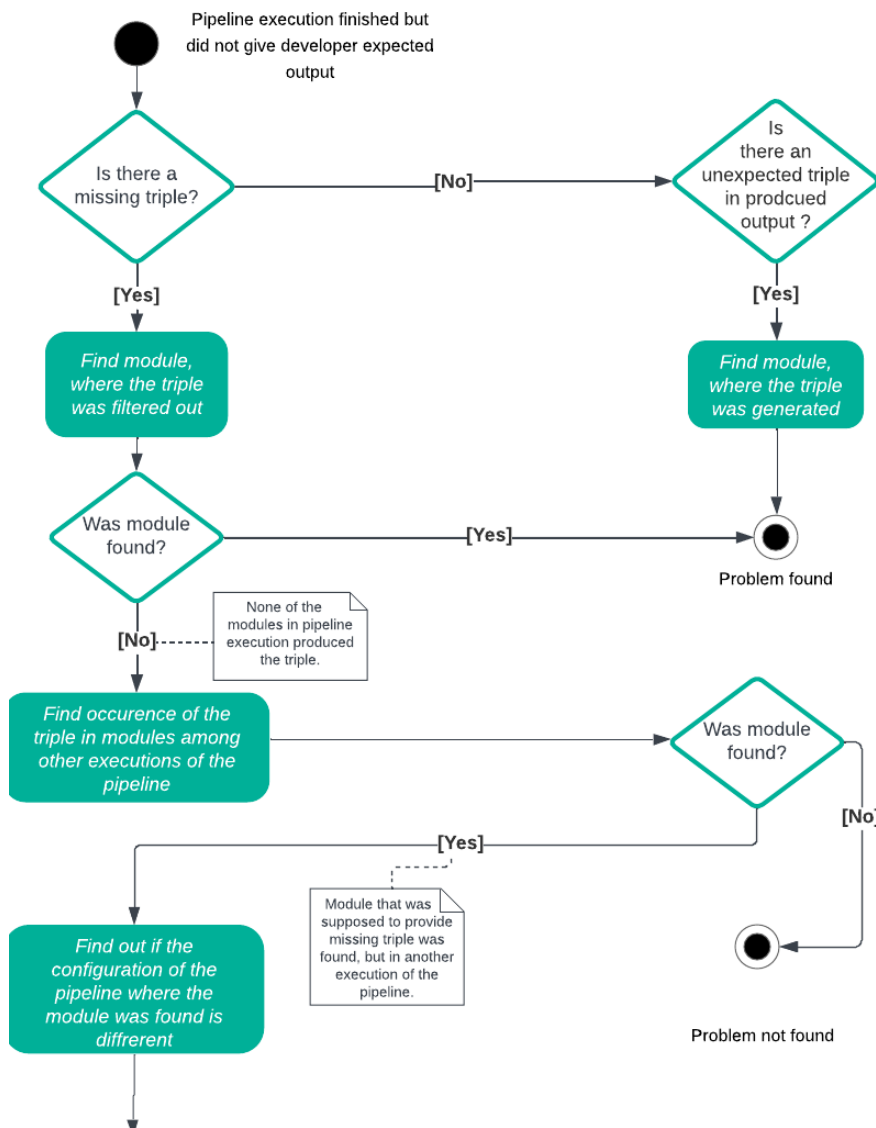 Pipeline execution finished but
did not give developer expected
output
Is there a
missing triple?
[No]
Is
there an
unexpected triple
in prodcued
output ?
[Yes]
[Yes]
Find module,
where the triple
was filtered out
Find module,
where the triple
was generated
Was module
found?
[Yes]
Problem found
[No]
None of the
modules in pipeline
execution produced
the triple.
Find occurence of the
triple in modules among
other executions of the
pipeline
Was module
found?
[No]
[Yes]
Module that was
supposed to provide
missing triple was
found, but in another
execution of the
pipeline.
Find out if the
configuration of the
pipeline where the
module was found is
diffrerent
Problem not found